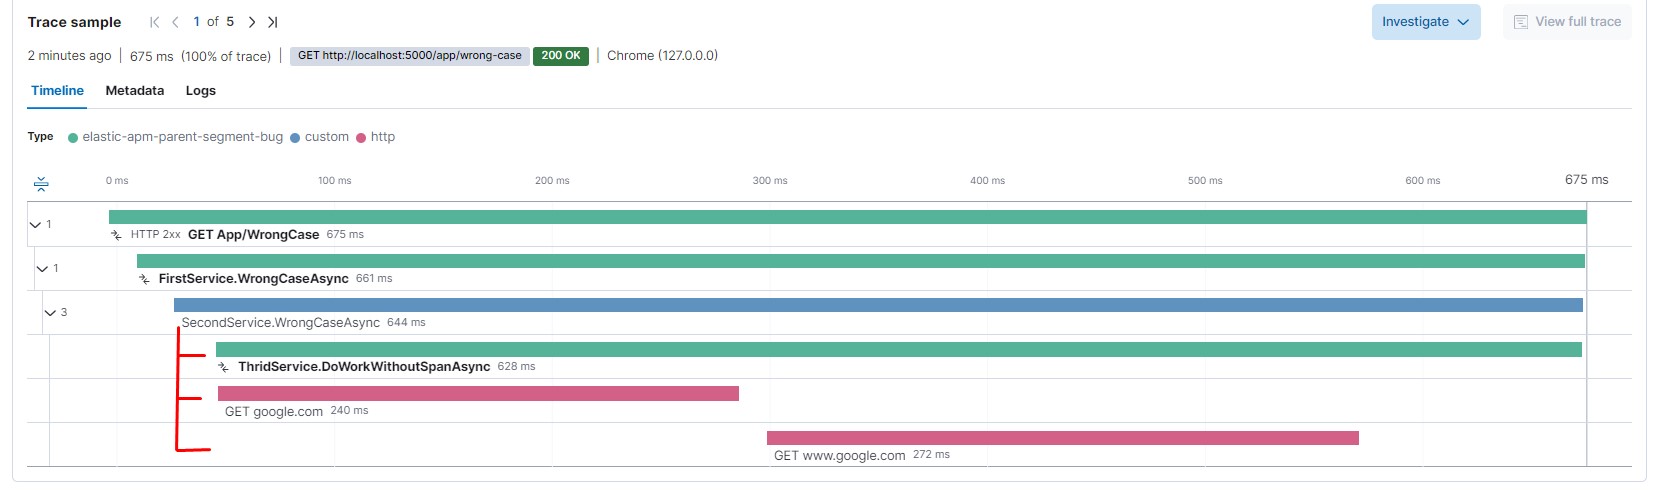 Trace sample 1 of 5 Investigate View full trace
2 minutes ago 675 ms (100% of trace) GET http://localhost:5000/app/wrong-case 200 OK Chrome (127.0.0.0)
Timeline Metadata Logs
Type elastic-apm-parent-segment-bug custom http
0 ms 100 ms 200 ms 300 ms 400 ms 500 ms 600 ms 675 ms
1
HTTP 2xx GET App/WrongCase 675 ms
1
FirstService.WrongCaseAsync 661 ms
3
SecondService.WrongCaseAsync 644 ms
ThridService.DoWorkWithoutSpanAsync 628 ms
GET google.com 240 ms
GET www.google.com 272 ms